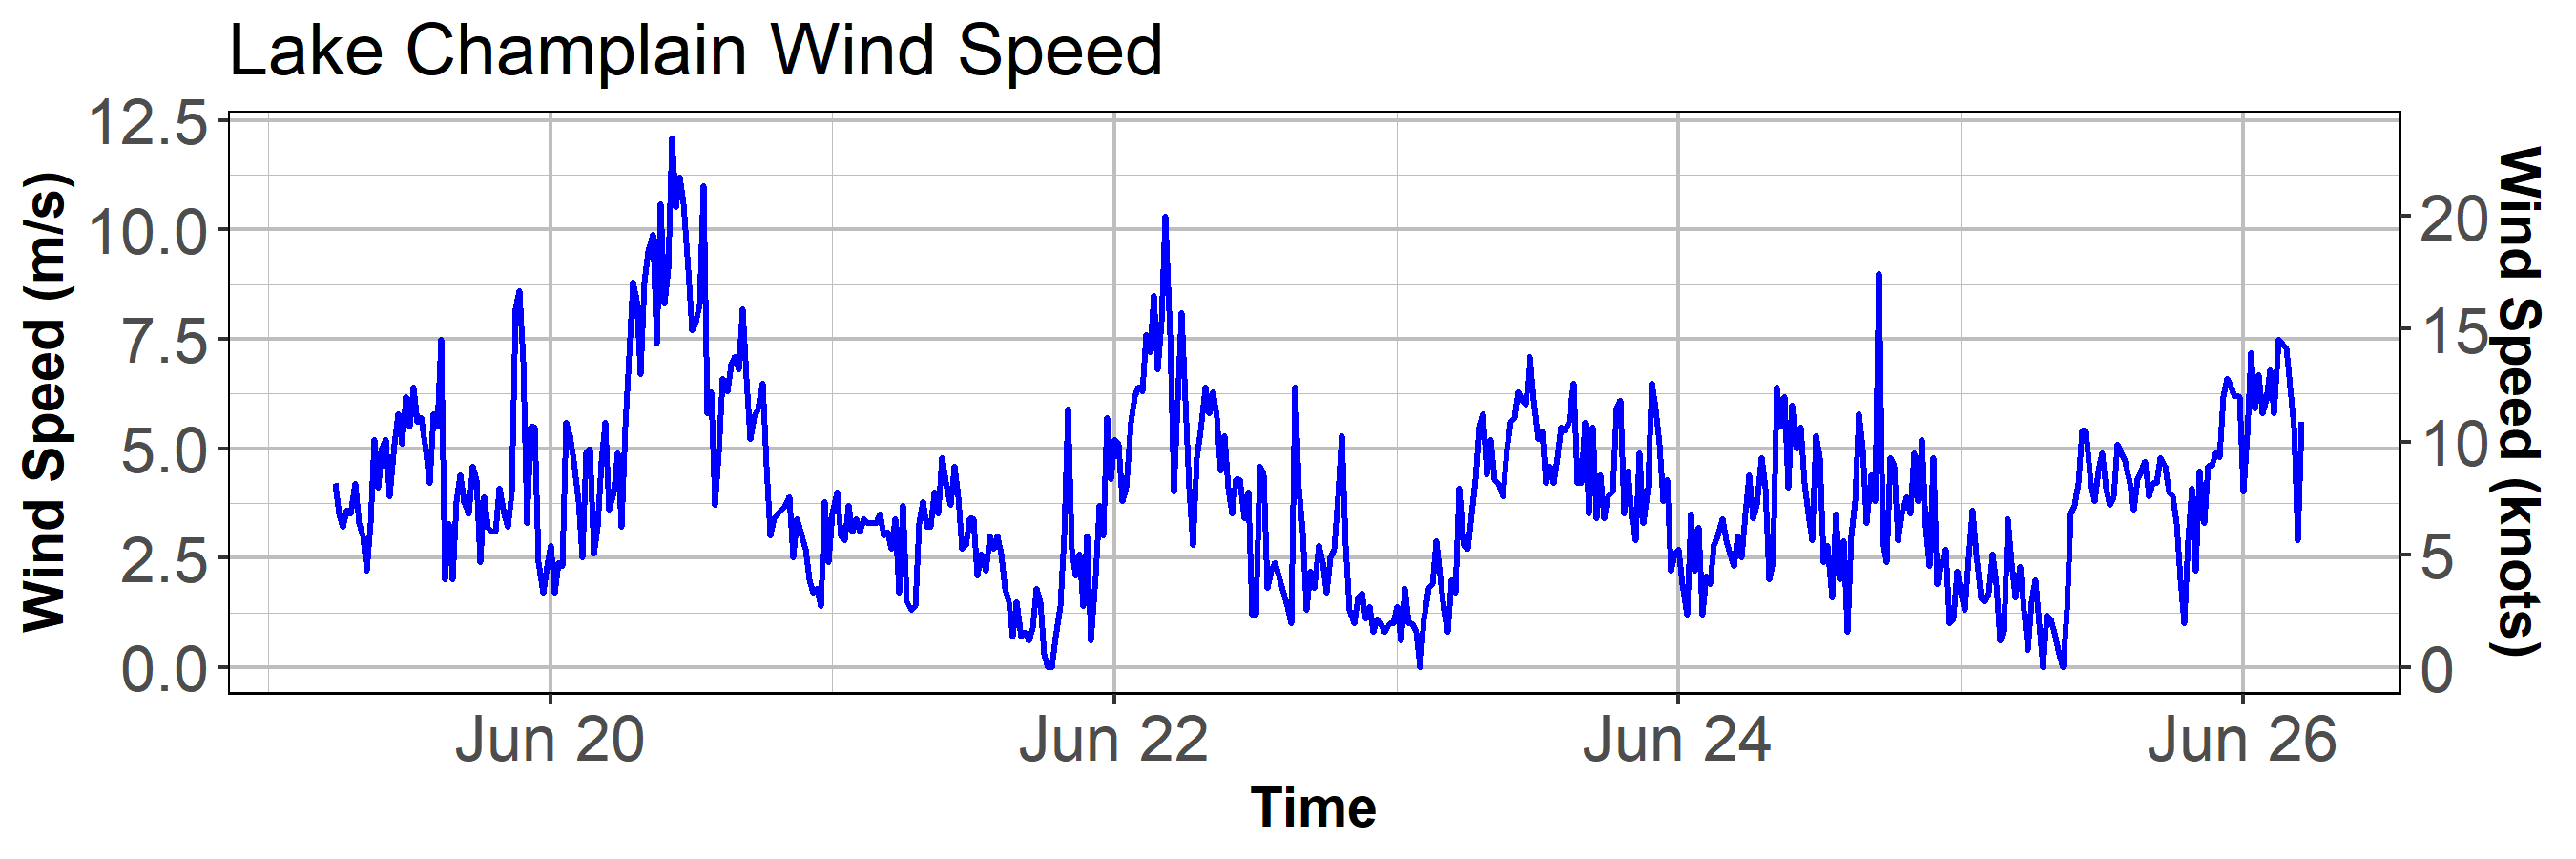 Lake Champlain Wind Speed
Wind Speed (m/s)
12.5
10.0
7.5
5.0
2.5
0.0
20
15
10
5
0
Wind Speed (knots)
Jun 20 Jun 22 Jun 24 Jun 26
Time